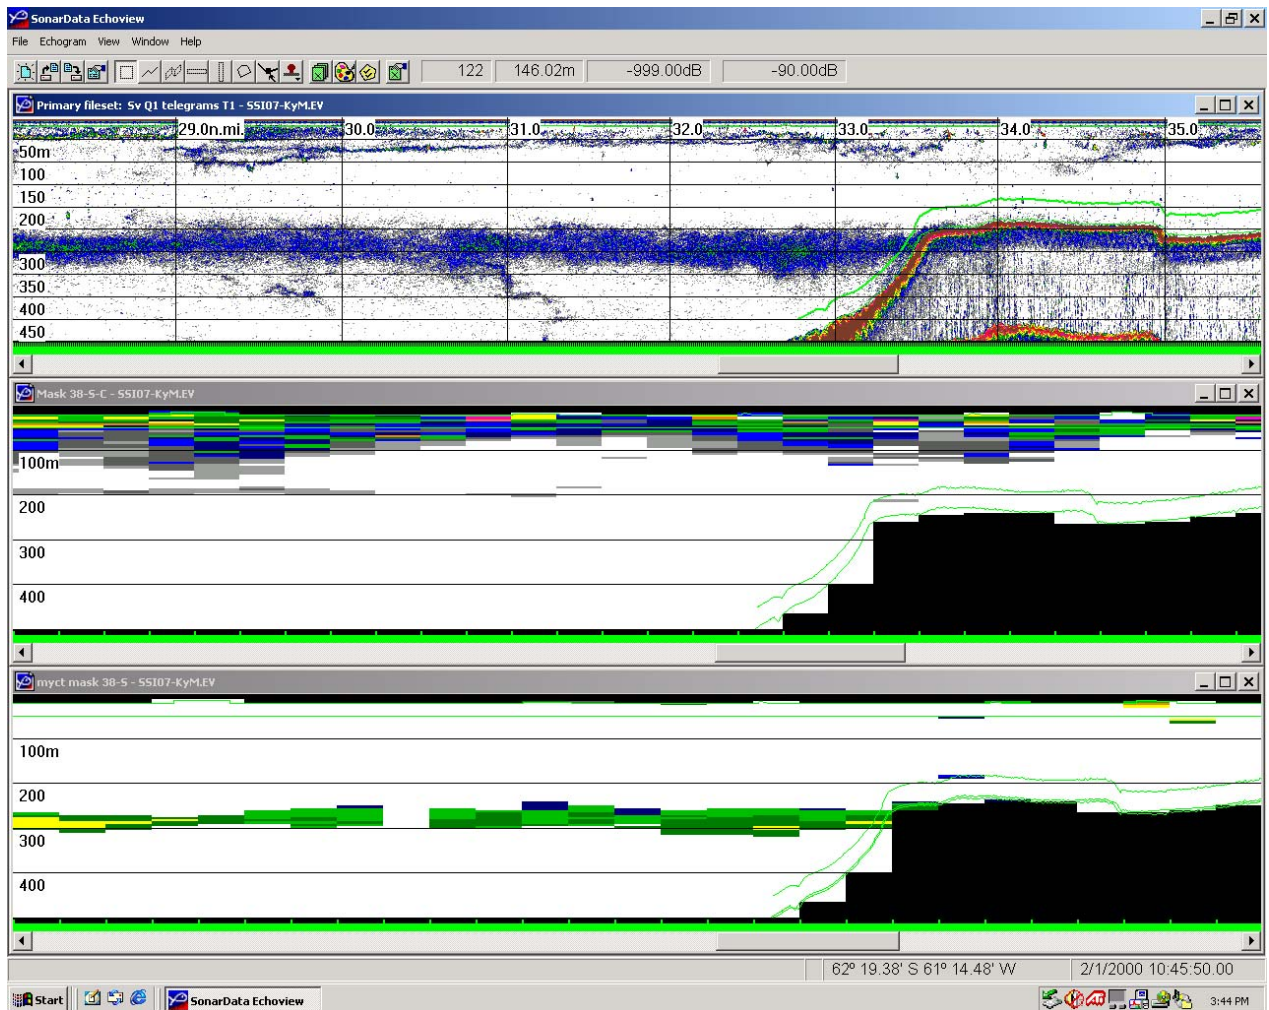 SonarData Echoview
File Echogram View Window Help
122 146.02m -999.00dB -90.00dB
Primary fileset: Sv Q1 telegrams T1 - SSI07-KyM.EV
29.0n.mi. 30.0 31.0 32.0 33.0 34.0 35.0
50m
100
150
200
300
350
400
450
Mask 38-S-C - SSI07-KyM.EV
100m
200
300
400
myct mask 38-S - SSI07-KyM.EV
100m
200
300
400
62º 19.38' S 61º 14.48' W 2/1/2000 10:45:50.00
Start SonarData Echoview 3:44 PM